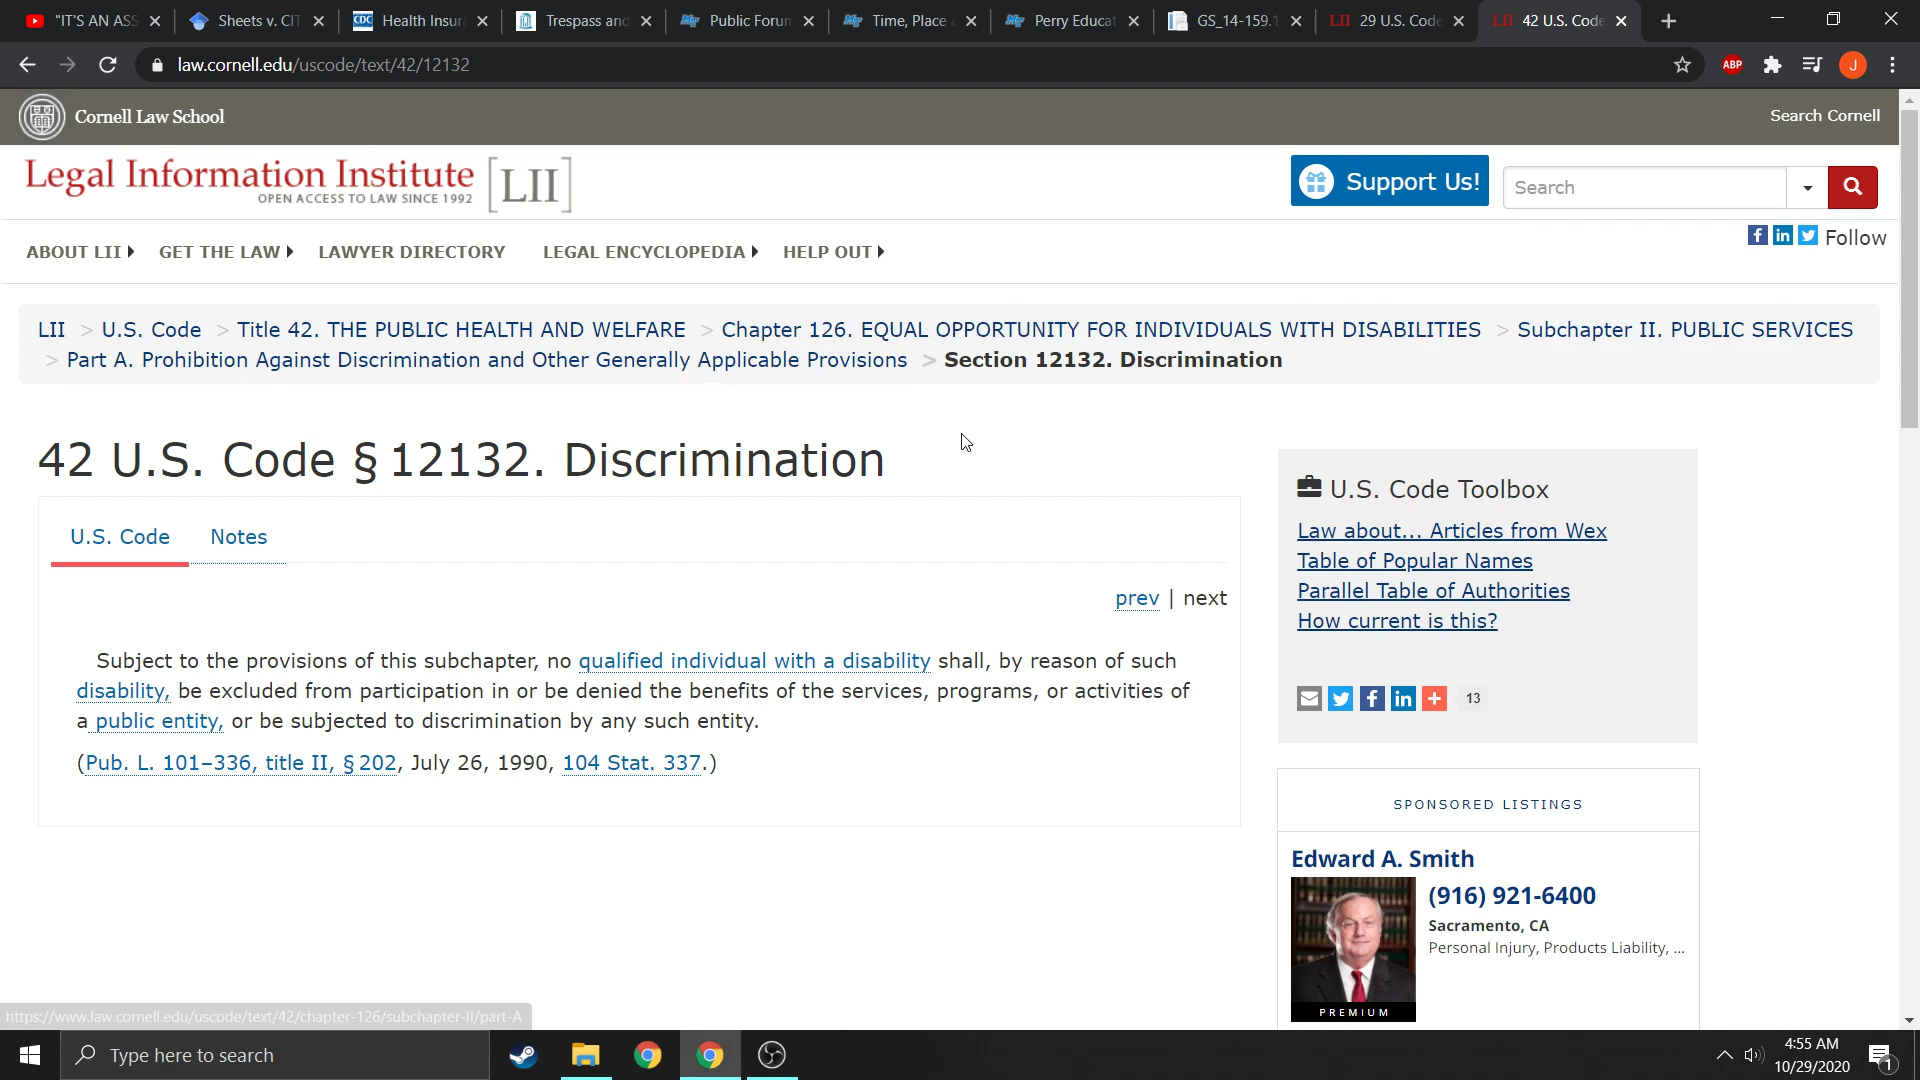 "IT'S AN ASS
Sheets v. CIT
CDC
Health Insur
Trespass and
Public Forum
Time, Place
Perry Educat
GS_14-159.1
LII
29 U.S. Code
LII
42 U.S. Code
law.cornell.edu/uscode/text/42/12132
ABP
J
Cornell Law School
Search Cornell
Legal Information Institute [LII]
OPEN ACCESS TO LAW SINCE 1992
Support Us!
Search
ABOUT LII
GET THE LAW
LAWYER DIRECTORY
LEGAL ENCYCLOPEDIA
HELP OUT
f in Follow
LII > U.S. Code > Title 42. THE PUBLIC HEALTH AND WELFARE > Chapter 126. EQUAL OPPORTUNITY FOR INDIVIDUALS WITH DISABILITIES > Subchapter II. PUBLIC SERVICES
> Part A. Prohibition Against Discrimination and Other Generally Applicable Provisions > Section 12132. Discrimination
42 U.S. Code § 12132. Discrimination
U.S. Code
Notes
prev | next
Subject to the provisions of this subchapter, no qualified individual with a disability shall, by reason of such
disability, be excluded from participation in or be denied the benefits of the services, programs, or activities of
a public entity, or be subjected to discrimination by any such entity.
(Pub. L. 101–336, title II, § 202, July 26, 1990, 104 Stat. 337.)
U.S. Code Toolbox
Law about... Articles from Wex
Table of Popular Names
Parallel Table of Authorities
How current is this?
f in + 13
SPONSORED LISTINGS
Edward A. Smith
(916) 921-6400
Sacramento, CA
Personal Injury, Products Liability, ...
PREMIUM
https://www.law.cornell.edu/uscode/text/42/chapter-126/subchapter-II/part-A
Type here to search
4:55 AM
10/29/2020
1